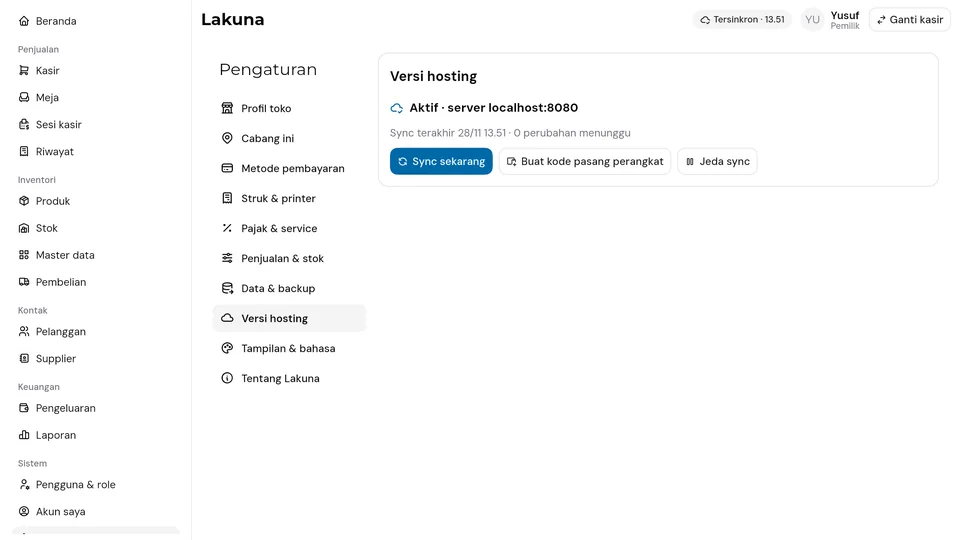 Beranda
Penjualan
Kasir
Meja
Sesi kasir
Riwayat
Inventori
Produk
Stok
Master data
Pembelian
Kontak
Pelanggan
Supplier
Keuangan
Pengeluaran
Laporan
Sistem
Pengguna & role
Akun saya
Lakuna
Tersinkron · 13.51
YU
Yusuf
Pemilik
Ganti kasir
Pengaturan
Profil toko
Cabang ini
Metode pembayaran
Struk & printer
Pajak & service
Penjualan & stok
Data & backup
Versi hosting
Tampilan & bahasa
Tentang Lakuna
Versi hosting
Aktif · server localhost:8080
Sync terakhir 28/11 13.51 · 0 perubahan menunggu
Sync sekarang
Buat kode pasang perangkat
Jeda sync